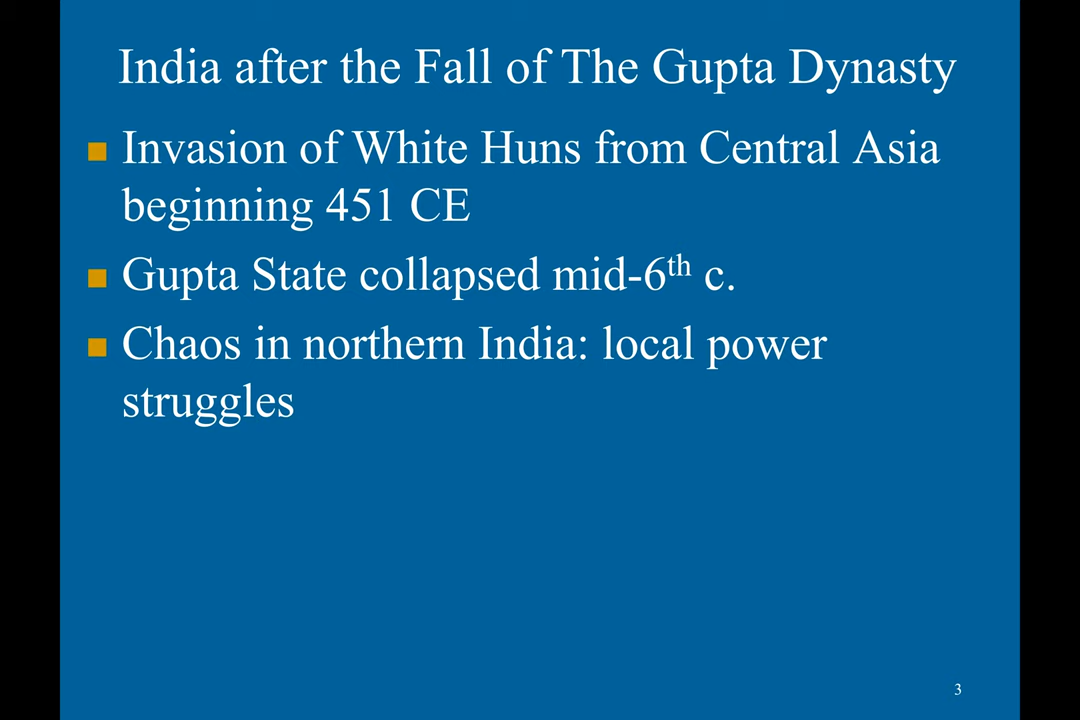 India after the Fall of The Gupta Dynasty
Invasion of White Huns from Central Asia
beginning 451 CE
Gupta State collapsed mid-6th c.
Chaos in northern India: local power
struggles
3